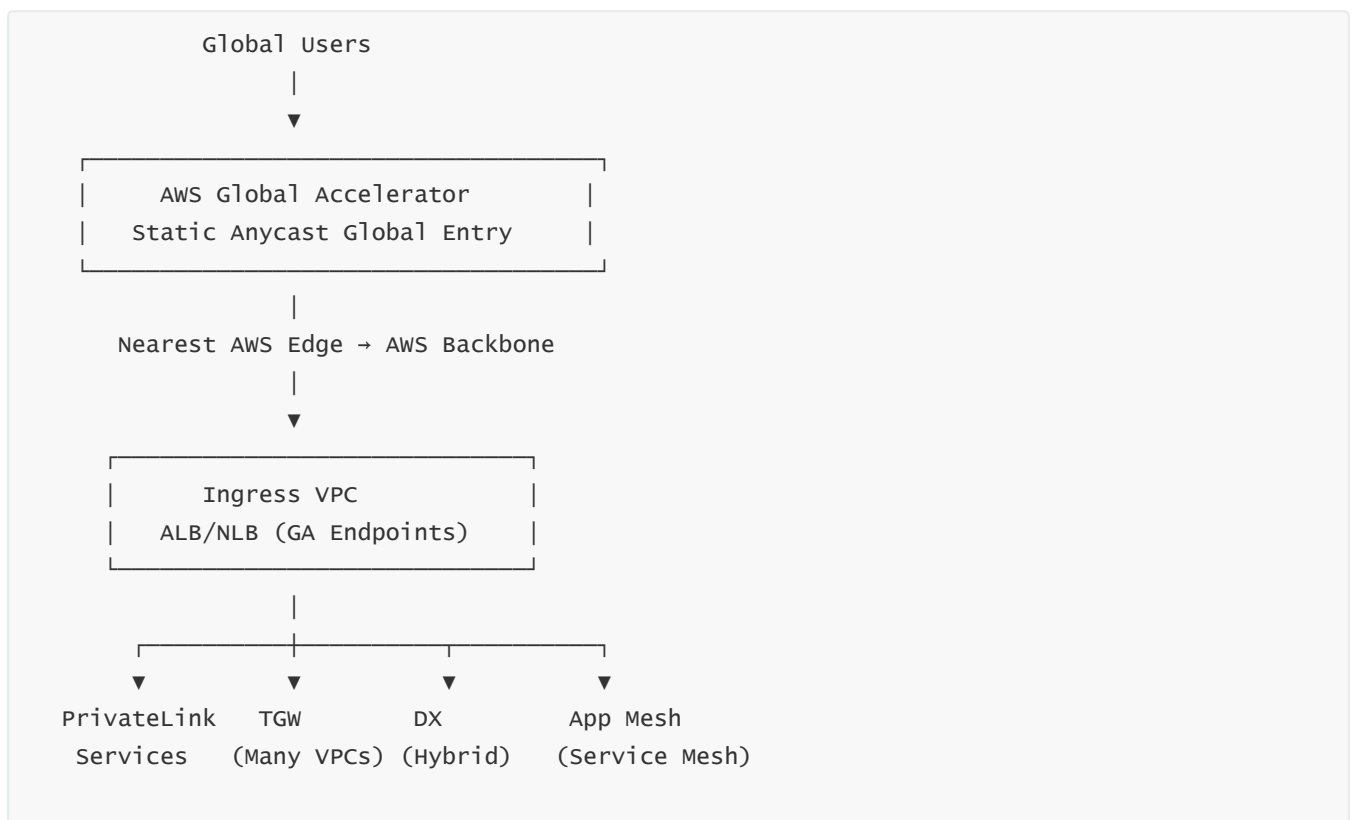 Global Users
AWS Global Accelerator
Static Anycast Global Entry
Nearest AWS Edge → AWS Backbone
Ingress VPC
ALB/NLB (GA Endpoints)
PrivateLink TGW DX App Mesh
Services (Many VPCs) (Hybrid) (Service Mesh)